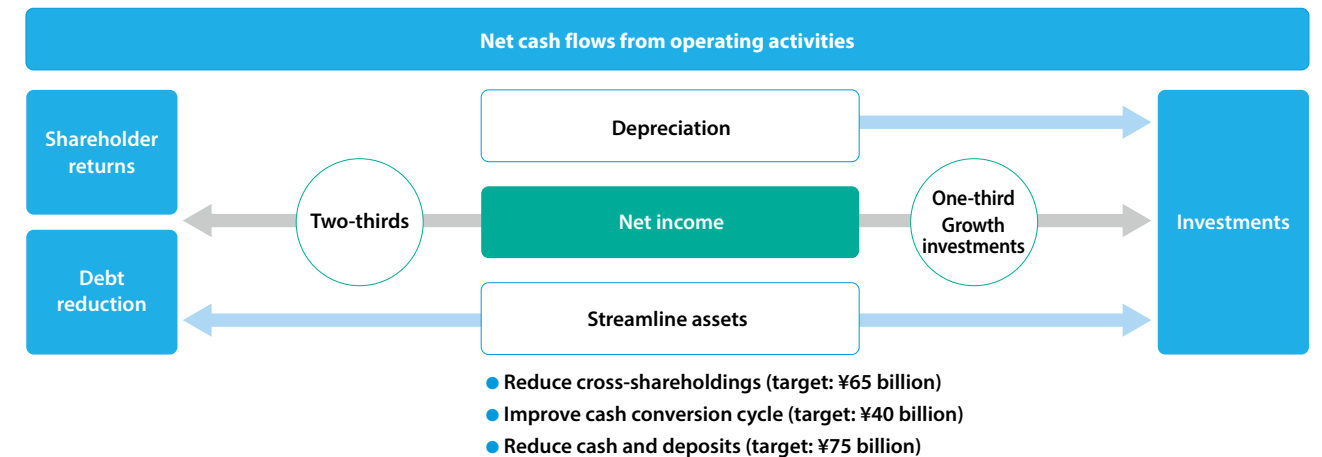 Net cash flows from operating activities
Shareholder
returns
Debt
reduction
Two-thirds
Depreciation
Net income
Streamline assets
One-third
Growth
investments
Investments
● Reduce cross-shareholdings (target: ¥65 billion)
● Improve cash conversion cycle (target: ¥40 billion)
● Reduce cash and deposits (target: ¥75 billion)